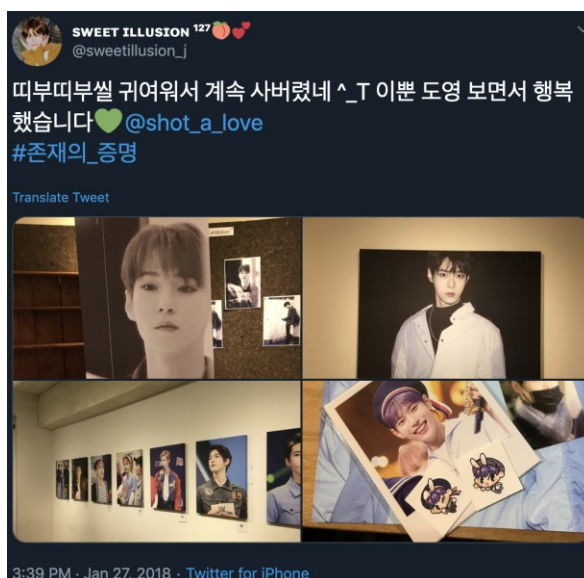 SWEET ILLUSION ¹²⁷🍑💕
@sweetillusion_j
띠부띠부씰 귀여워서 계속 사버렸네 ^_T 이뿐 도영 보면서 행복
했습니다💚@shot_a_love
#존재의_증명
Translate Tweet
3:39 PM · Jan 27, 2018 · Twitter for iPhone